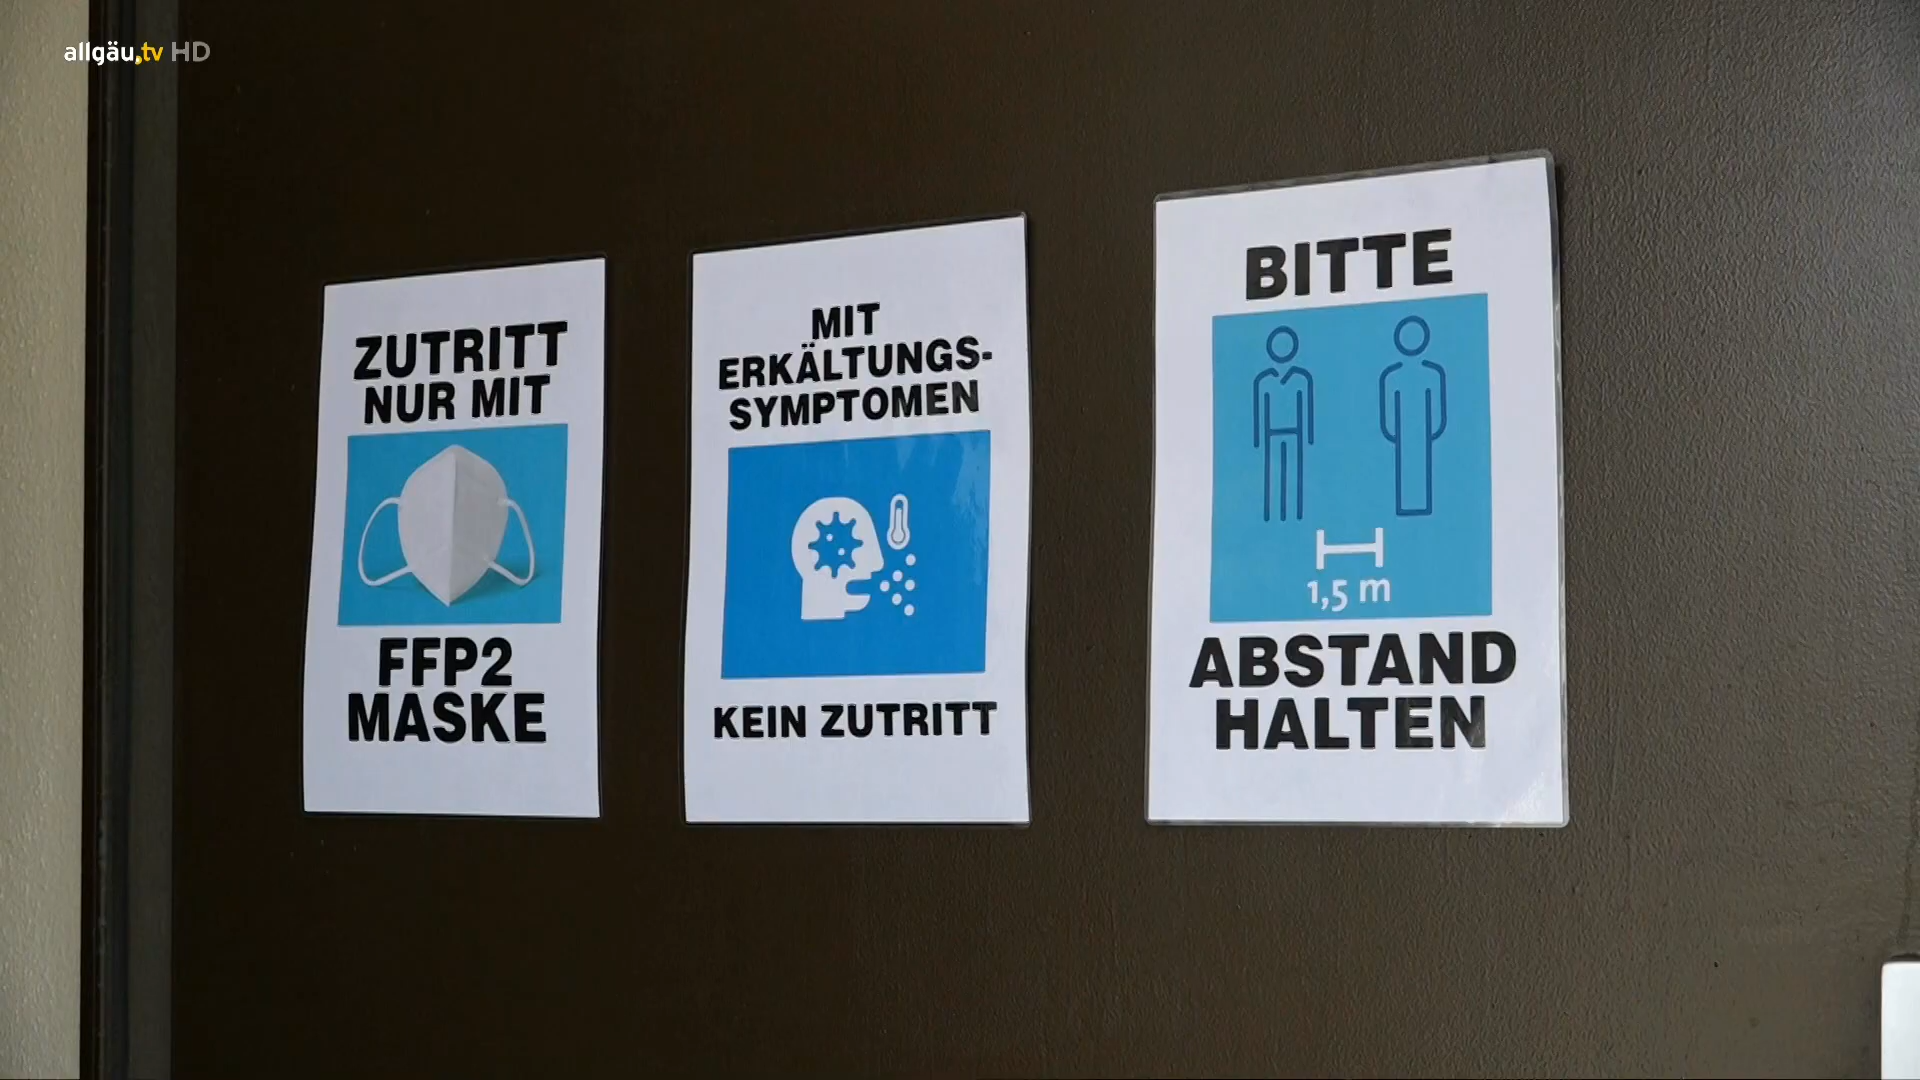 allgäu.tv HD
ZUTRITT
NUR MIT
FFP2
MASKE
MIT
ERKÄLTUNGS-
SYMPTOMEN
KEIN ZUTRITT
BITTE
1,5 m
ABSTAND
HALTEN